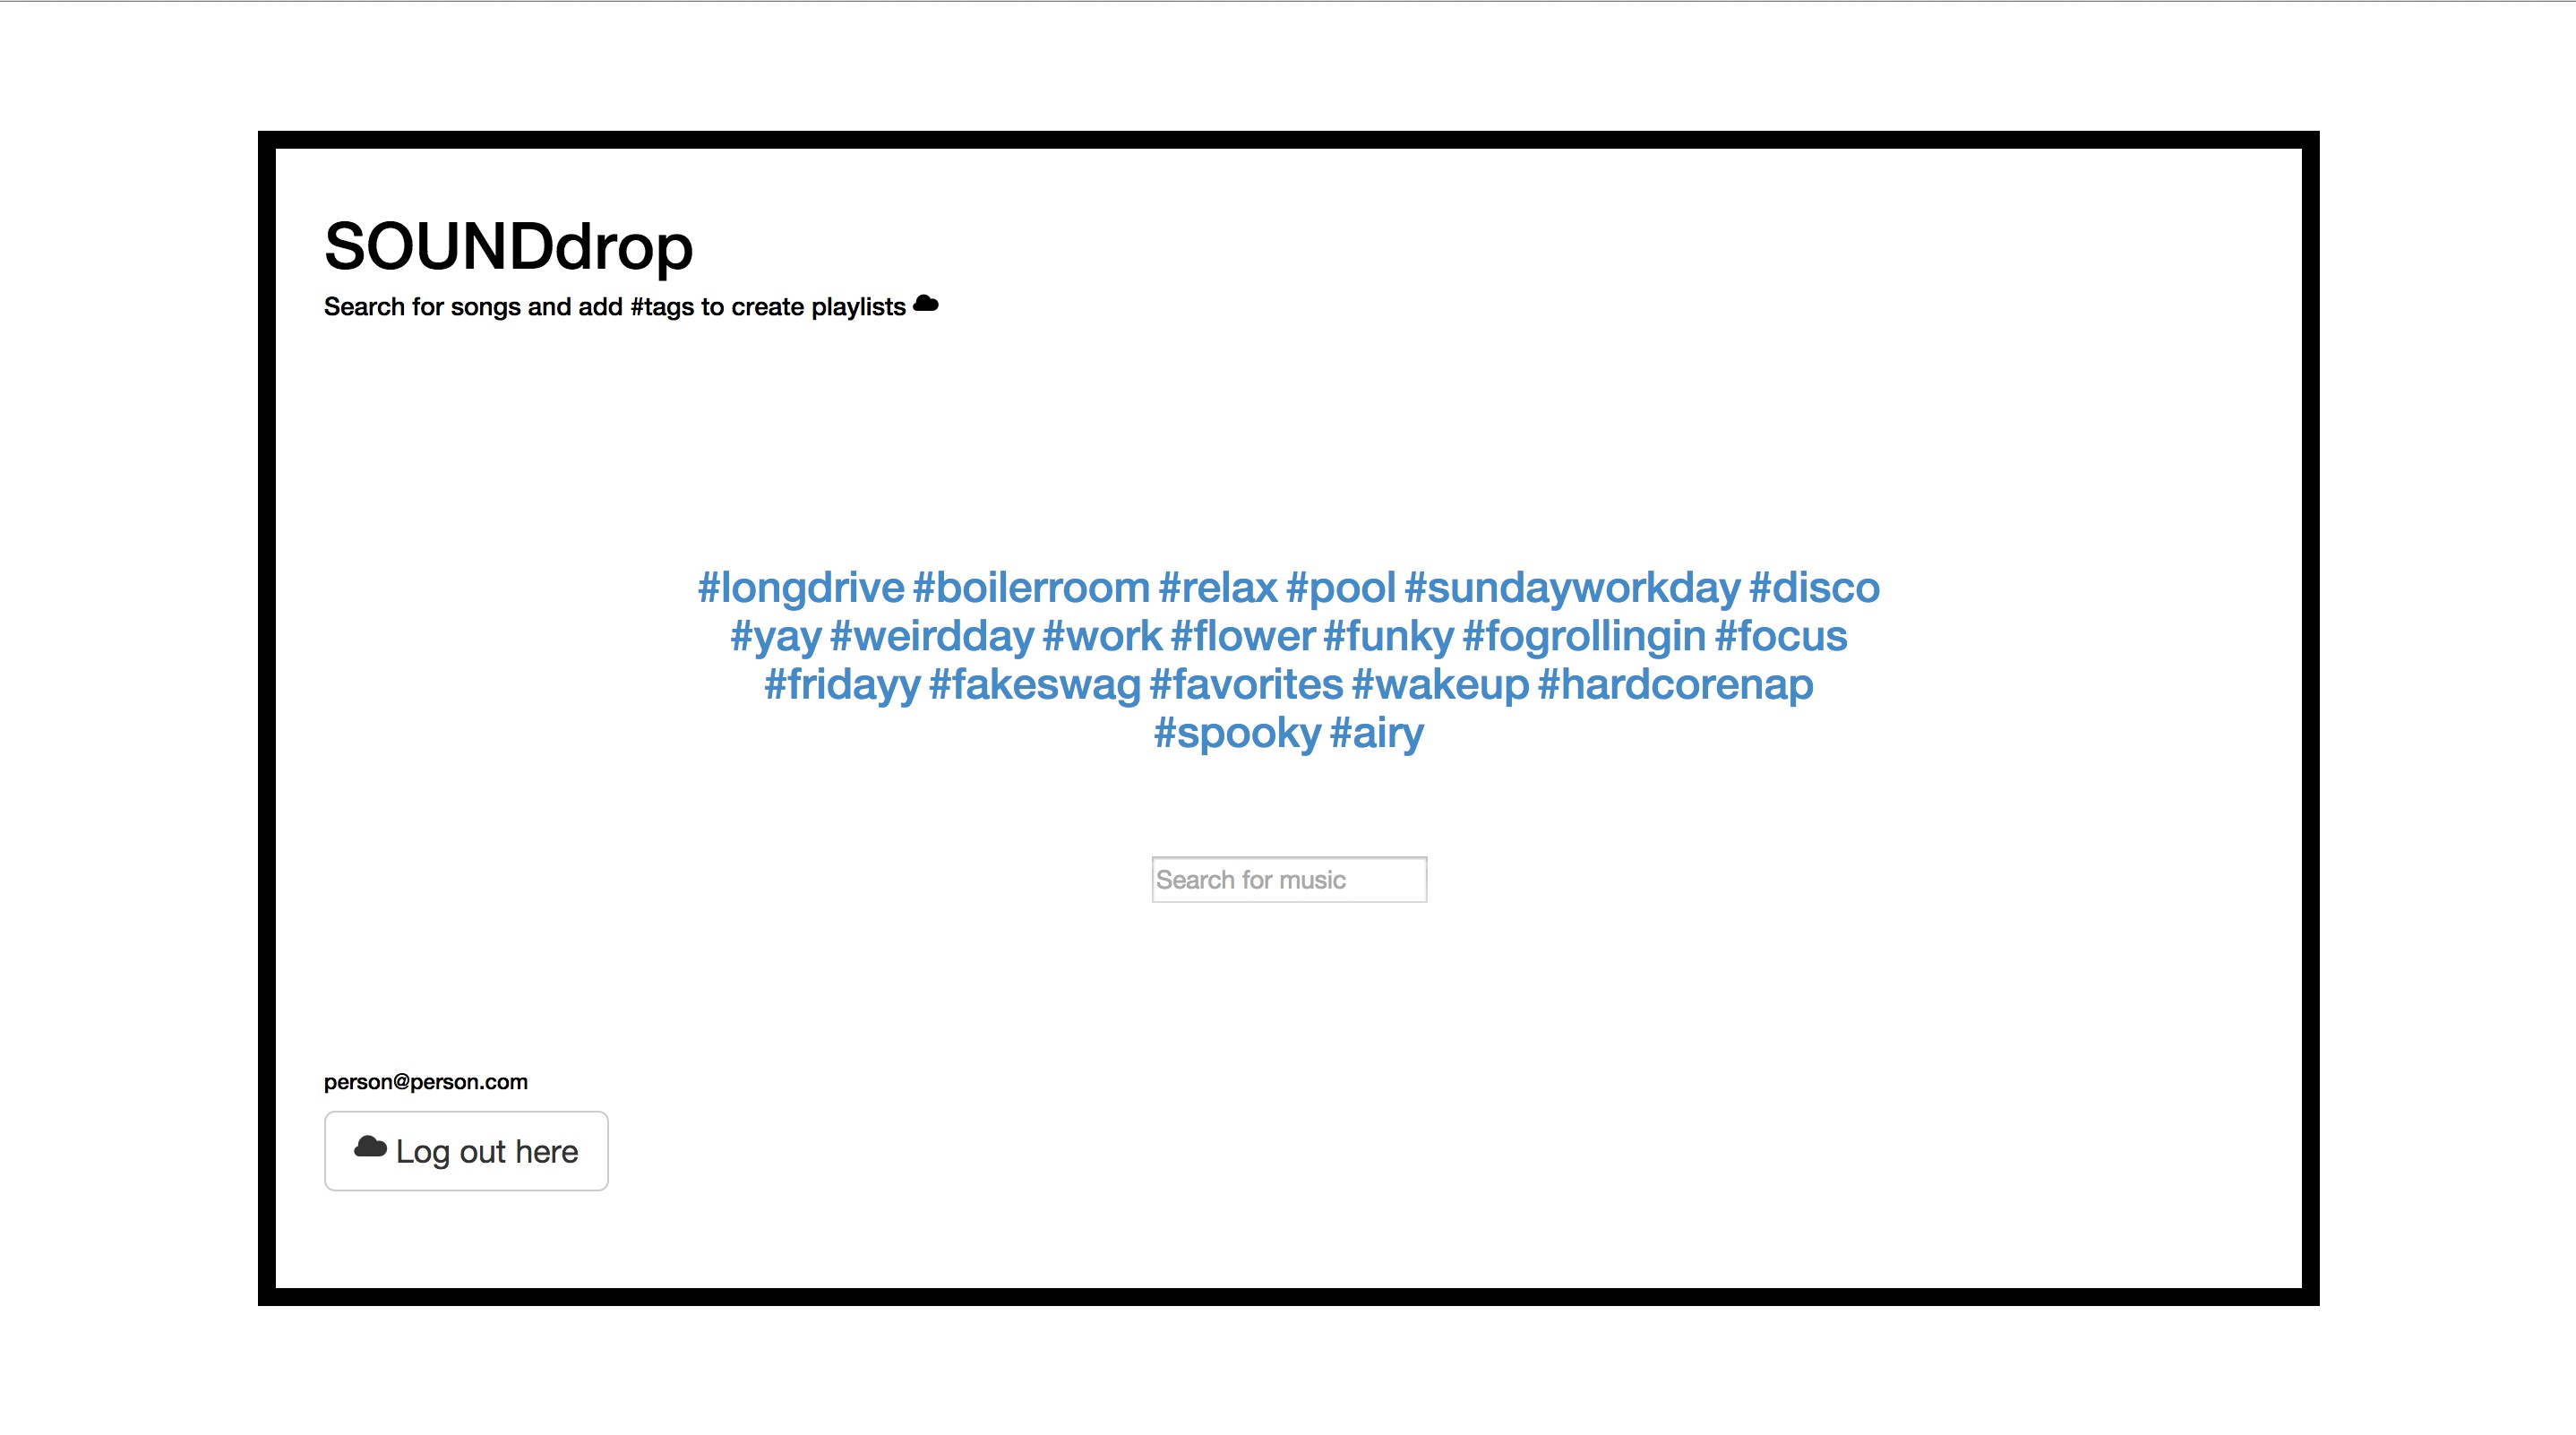 SOUNDdrop
Search for songs and add #tags to create playlists
#longdrive #boilerroom #relax #pool #sundayworkday #disco
#yay #weirdday #work #flower #funky #fogrollingin #focus
#fridayy #fakeswag #favorites #wakeup #hardcorenap
#spooky #airy
Search for music
person@person.com
Log out here